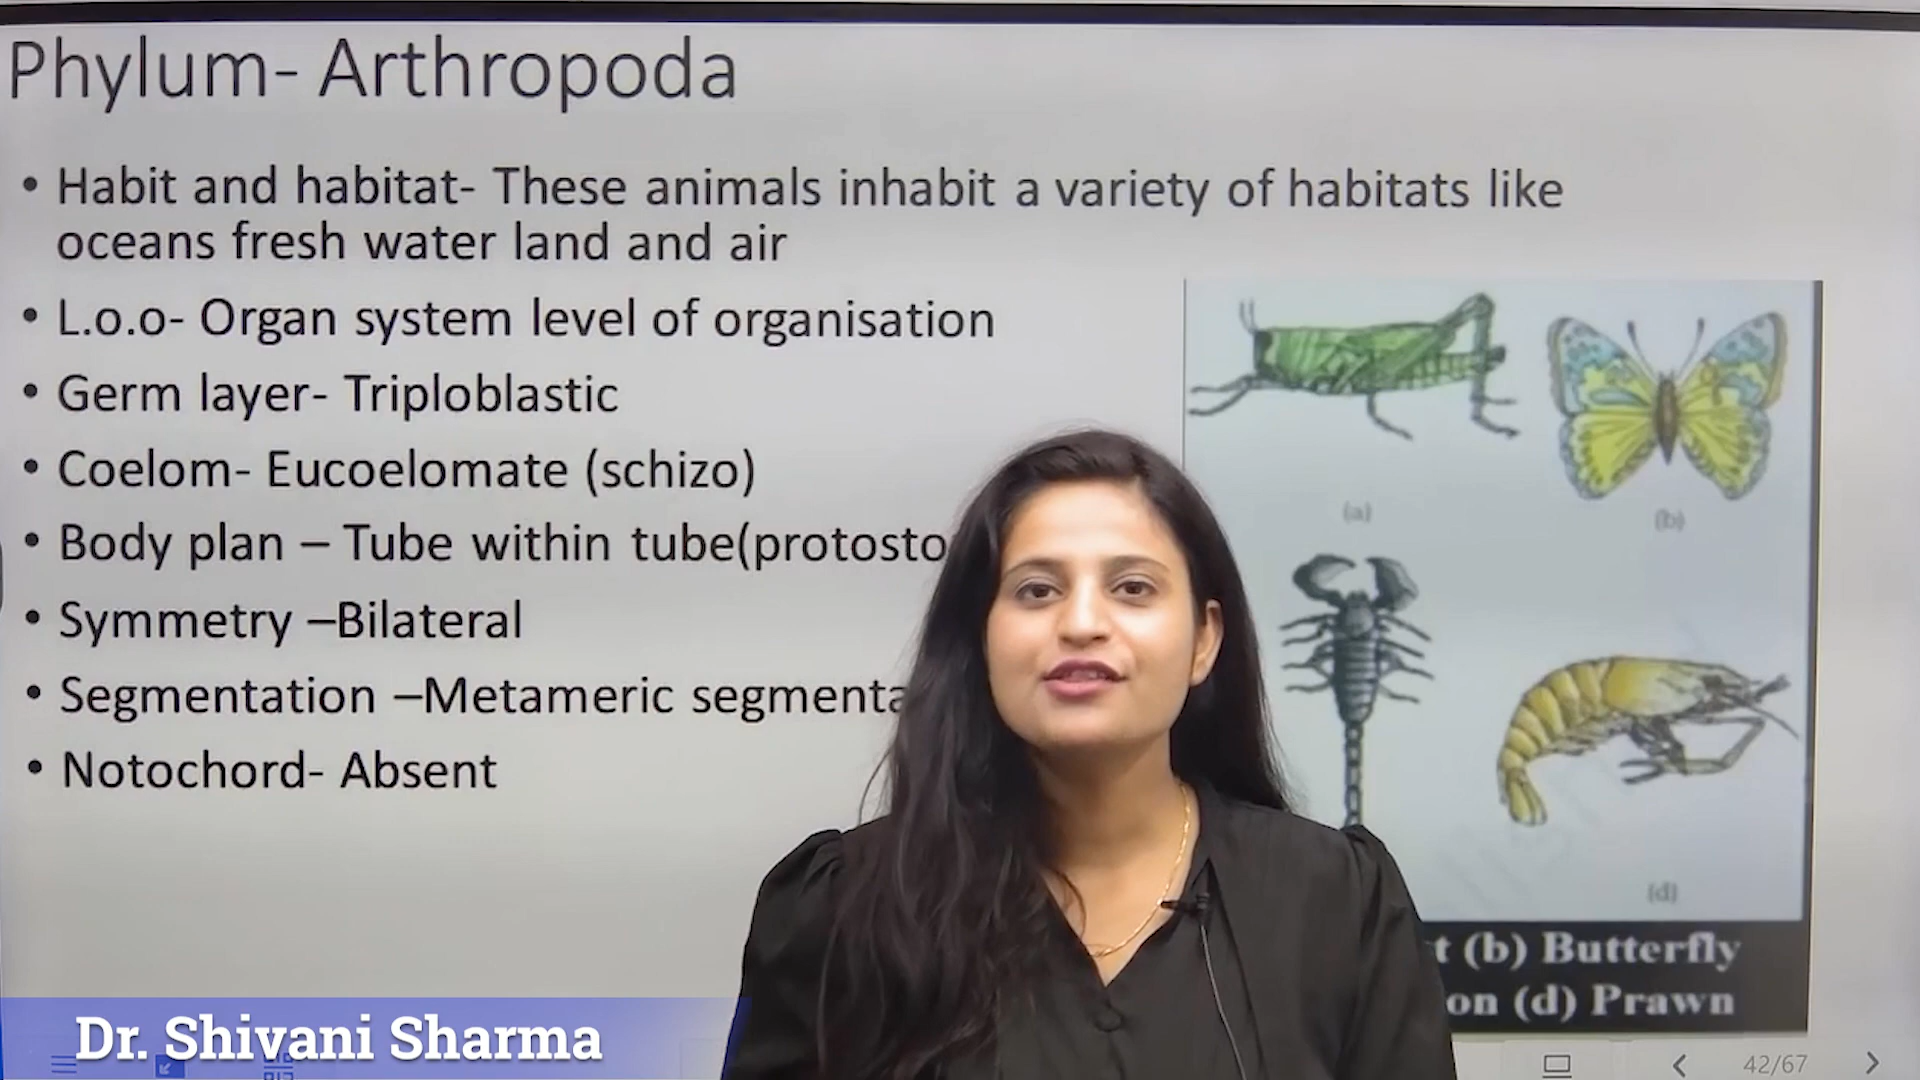 Phylum- Arthropoda
• Habit and habitat- These animals inhabit a variety of habitats like
oceans fresh water land and air
• L.o.o- Organ system level of organisation
• Germ layer- Triploblastic
• Coelom- Eucoelomate (schizo)
• Body plan – Tube within tube(protosto
• Symmetry –Bilateral
• Segmentation –Metameric segmenta
• Notochord- Absent
(a)
(b)
(d)
t (b) Butterfly
on (d) Prawn
Dr. Shivani Sharma
42/67